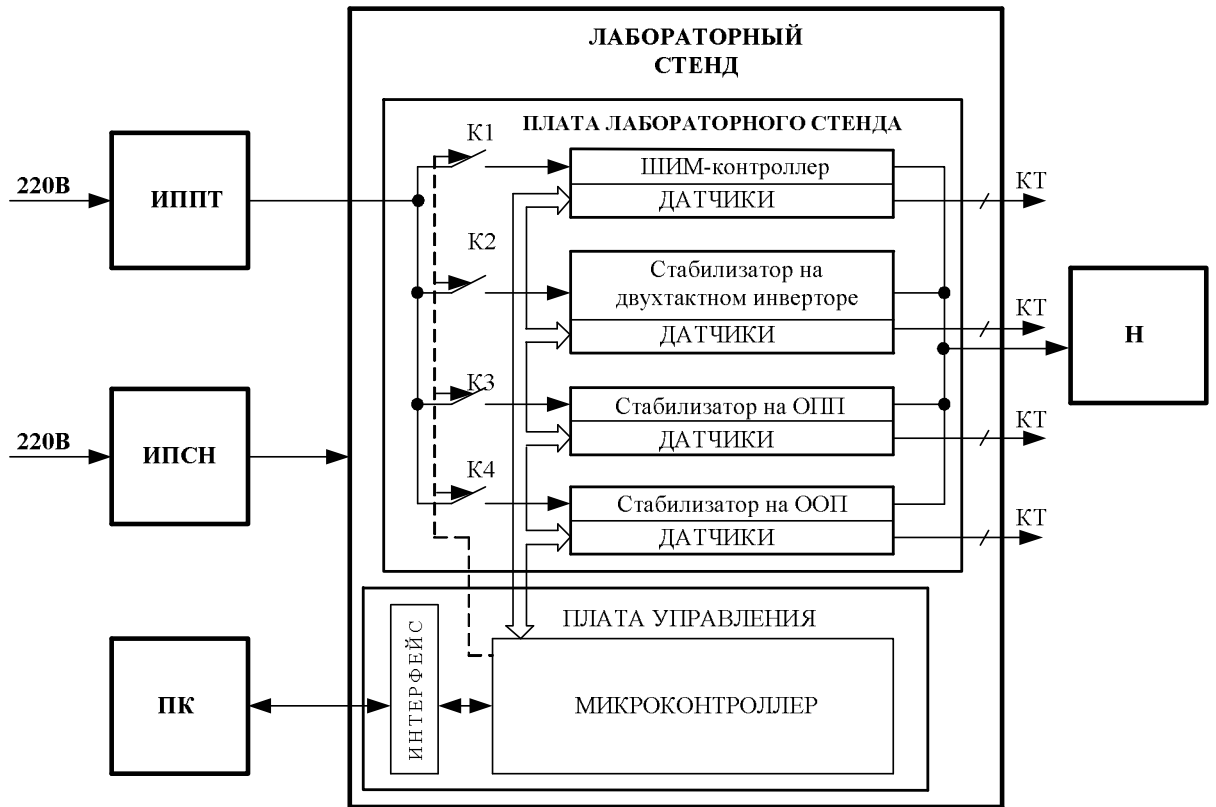 ЛАБОРАТОРНЫЙ
СТЕНД
ПЛАТА ЛАБОРАТОРНОГО СТЕНДА
К1
ШИМ-контроллер
ДАТЧИКИ
КТ
220В
ИППТ
К2
Стабилизатор на
двухтактном инверторе
ДАТЧИКИ
КТ
Н
К3
Стабилизатор на ОПП
ДАТЧИКИ
КТ
220В
ИПСН
К4
Стабилизатор на ООП
ДАТЧИКИ
КТ
ПЛАТА УПРАВЛЕНИЯ
ПК
ИНТЕРФЕЙС
МИКРОКОНТРОЛЛЕР